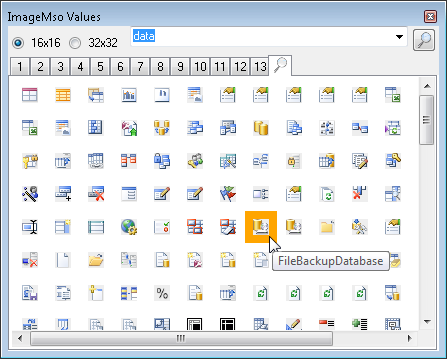 ImageMso Values
16x16 32x32 data
1 2 3 4 5 6 7 8 9 10 11 12 13
FileBackupDatabase